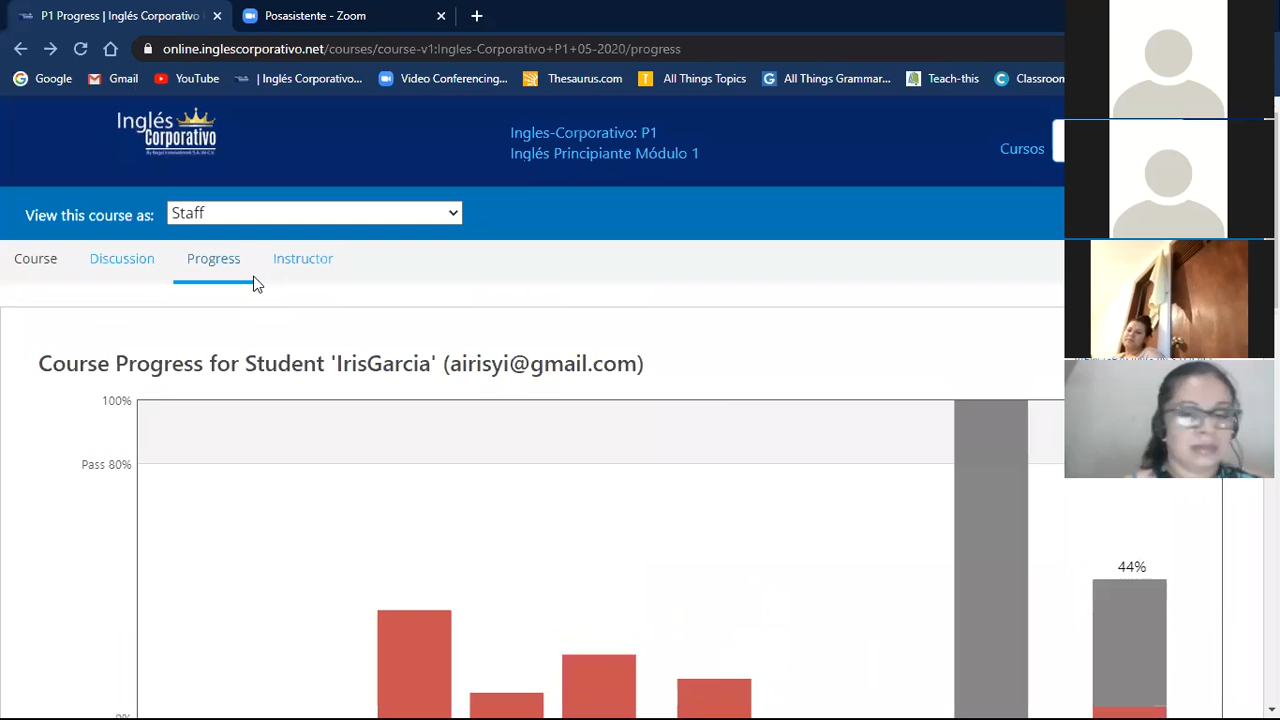 P1 Progress | Inglés Corporativo
Posasistente - Zoom
online.inglescorporativo.net/courses/course-v1:Ingles-Corporativo+P1+05-2020/progress
Google
Gmail
YouTube
| Inglés Corporativo...
Video Conferencing...
Thesaurus.com
All Things Topics
All Things Grammar...
Teach-this
Classroom
Inglés
Corporativo
Ingles-Corporativo: P1
Inglés Principiante Módulo 1
Cursos
View this course as:
Staff
Course
Discussion
Progress
Instructor
Course Progress for Student 'IrisGarcia' (airisyi@gmail.com)
100%
Pass 80%
44%